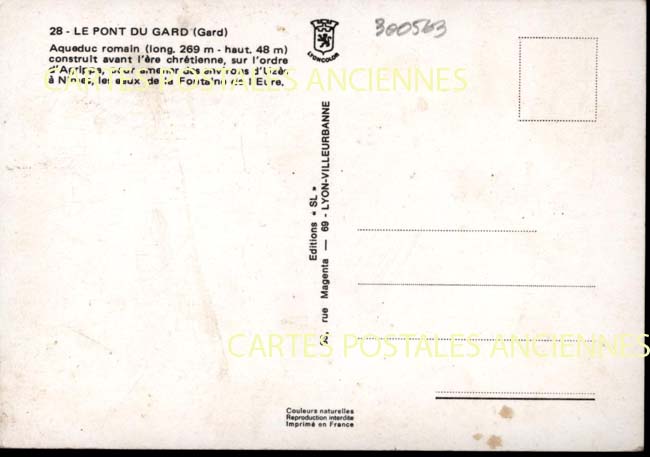 28 - LE PONT DU GARD (Gard)
Aqueduc romain (long. 269 m - haut. 48 m)
construit avant l'ère chrétienne, sur l'ordre
d'Agrippa, pour amener des environs d'Uzès
à Nîmes, les eaux de la Fontaine de l'Eure.
LYONCOLOR
300563
CARTES POSTALES ANCIENNES
Editions « SL »
rue Magenta — 69 - LYON-VILLEURBANNE
CARTES POSTALES ANCIENNES
Couleurs naturelles
Reproduction interdite
Imprimé en France